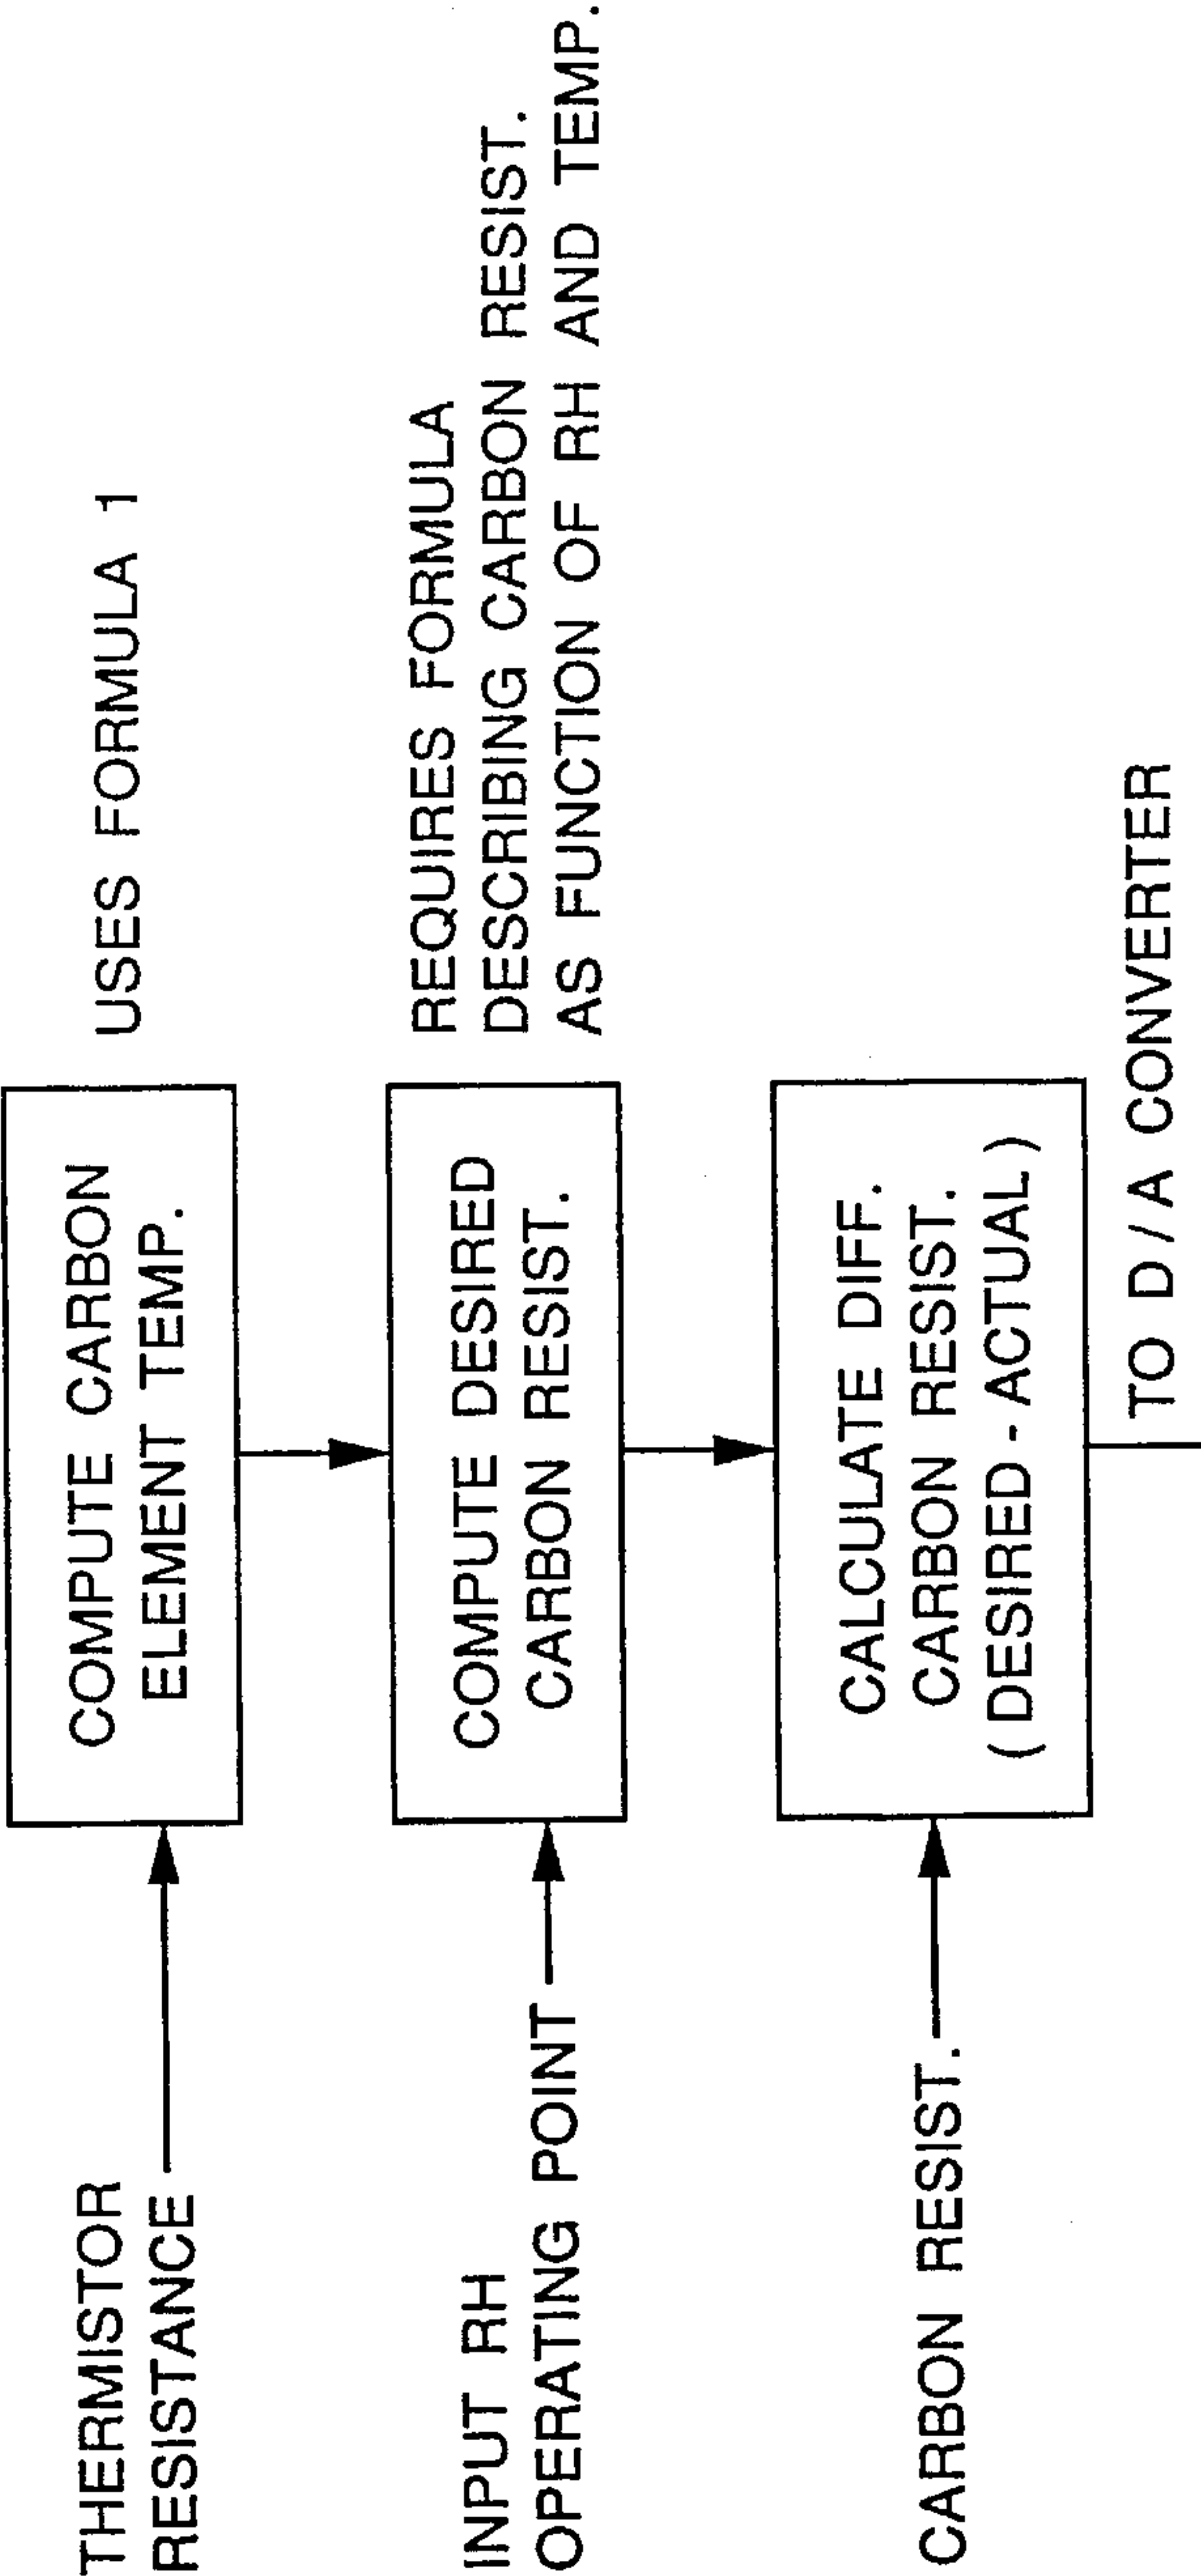 THERMISTOR
RESISTANCE
COMPUTE CARBON
ELEMENT TEMP.
USES FORMULA 1
INPUT RH
OPERATING POINT
COMPUTE DESIRED
CARBON RESIST.
REQUIRES FORMULA
DESCRIBING CARBON RESIST.
AS FUNCTION OF RH AND TEMP.
CARBON RESIST.
CALCULATE DIFF.
CARBON RESIST.
( DESIRED - ACTUAL )
TO D / A CONVERTER